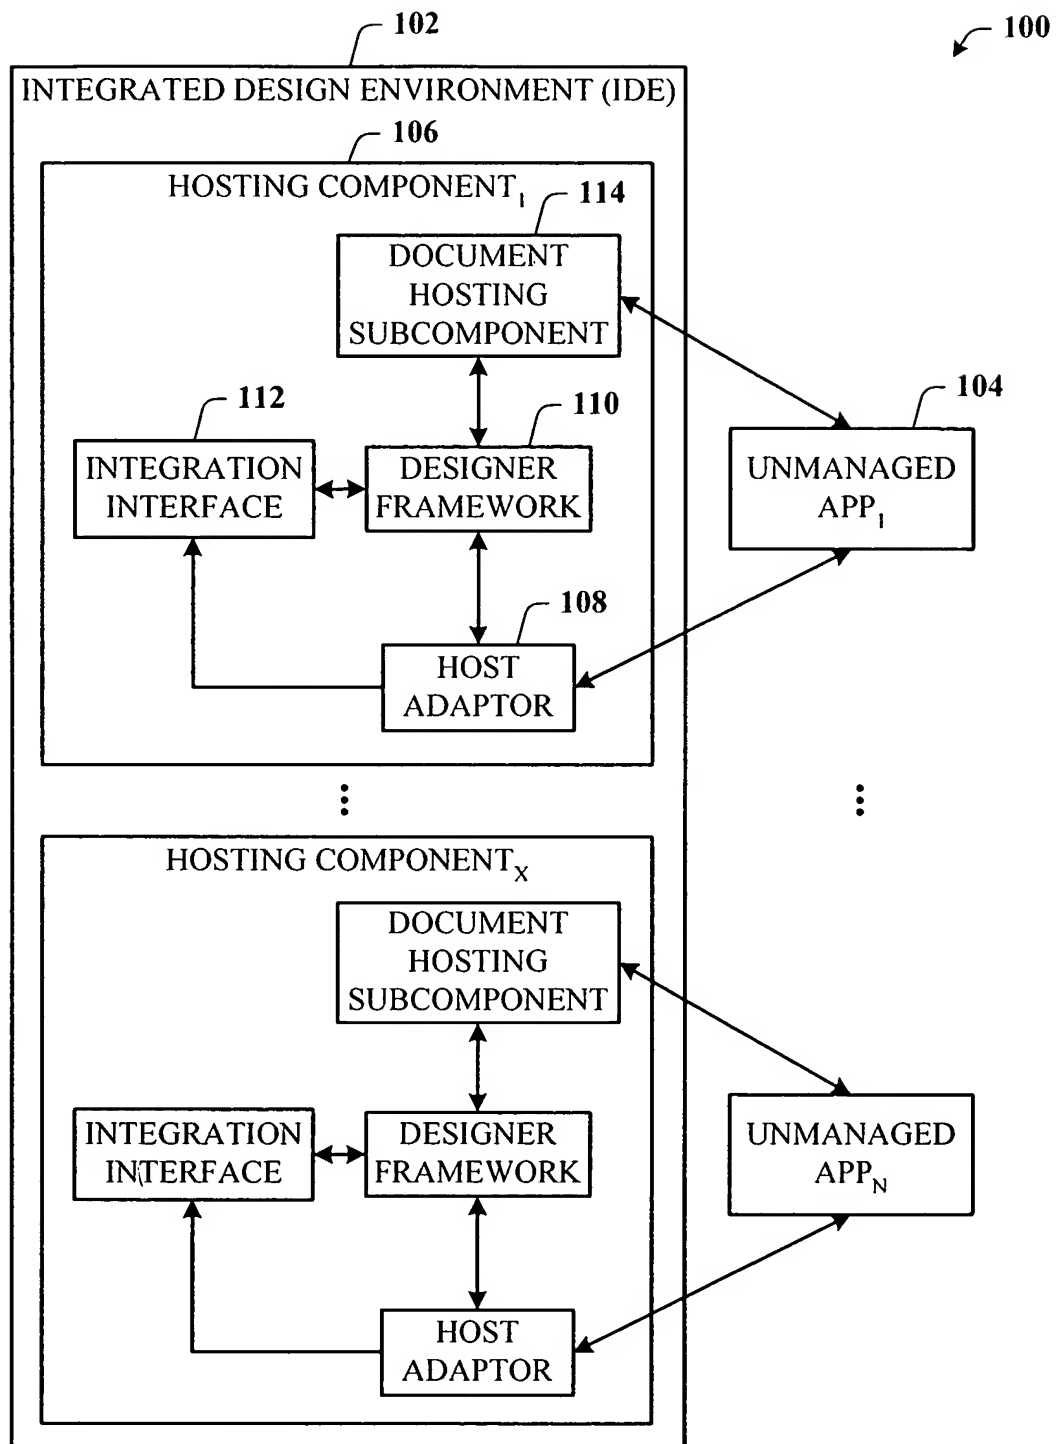 100
102
INTEGRATED DESIGN ENVIRONMENT (IDE)
106
HOSTING COMPONENT1
114
DOCUMENT
HOSTING
SUBCOMPONENT
112
INTEGRATION
INTERFACE
110
DESIGNER
FRAMEWORK
104
UNMANAGED
APP1
108
HOST
ADAPTOR
HOSTING COMPONENTX
DOCUMENT
HOSTING
SUBCOMPONENT
INTEGRATION
INTERFACE
DESIGNER
FRAMEWORK
UNMANAGED
APPN
HOST
ADAPTOR